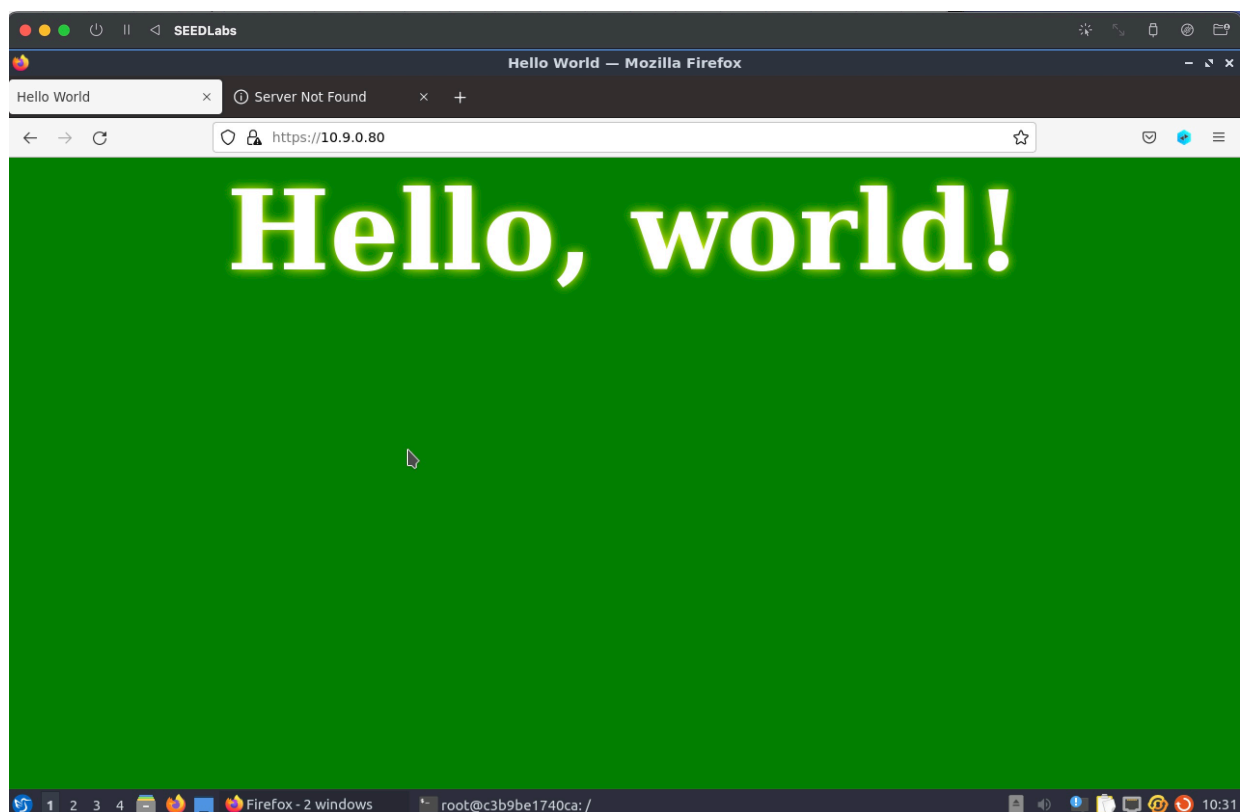 SEEDLabs
Hello World — Mozilla Firefox
Hello World
Server Not Found
https://10.9.0.80
Hello, world!
1 2 3 4 Firefox - 2 windows root@c3b9be1740ca: / 10:31